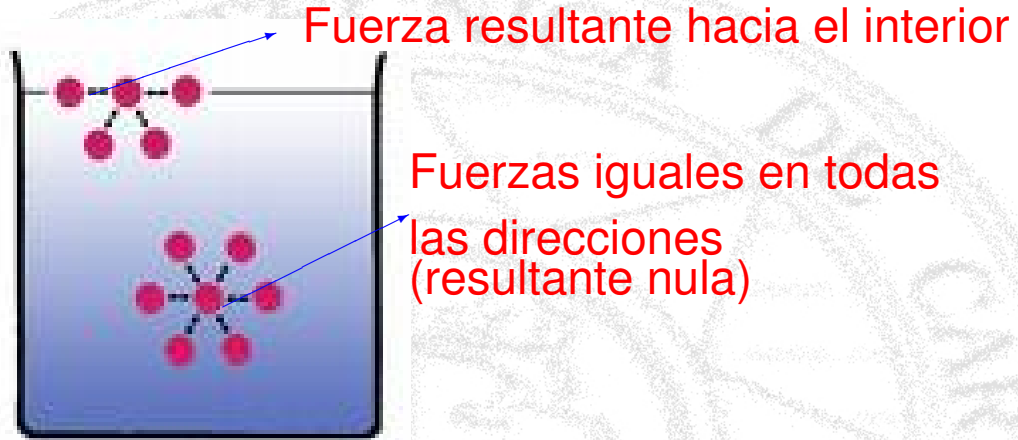 Fuerza resultante hacia el interior
Fuerzas iguales en todas
las direcciones
(resultante nula)